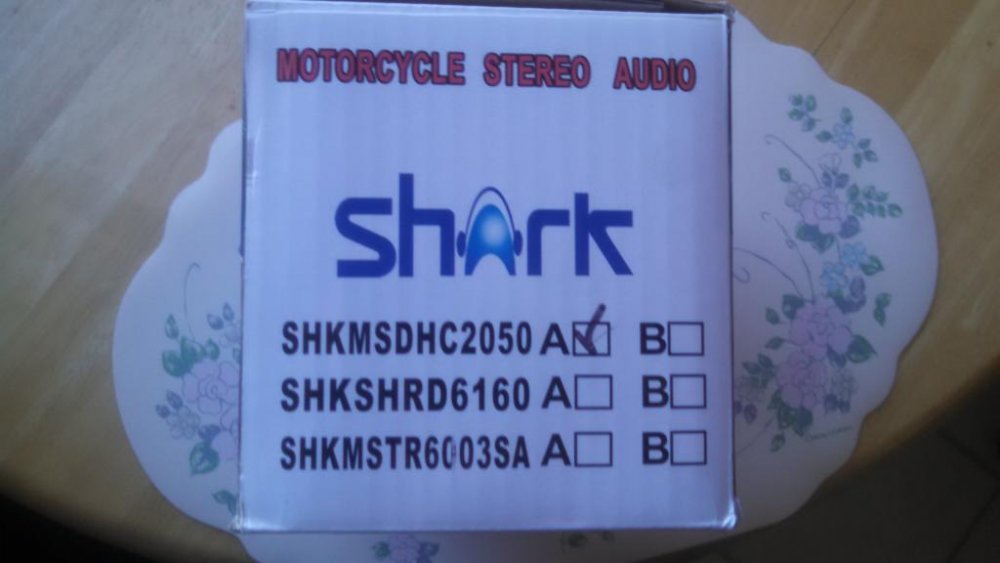 MOTORCYCLE STEREO AUDIO
shArk
SHKMSDHC2050 A☑ B☐
SHKSHRD6160 A☐ B☐
SHKMSTR6003SA A☐ B☐